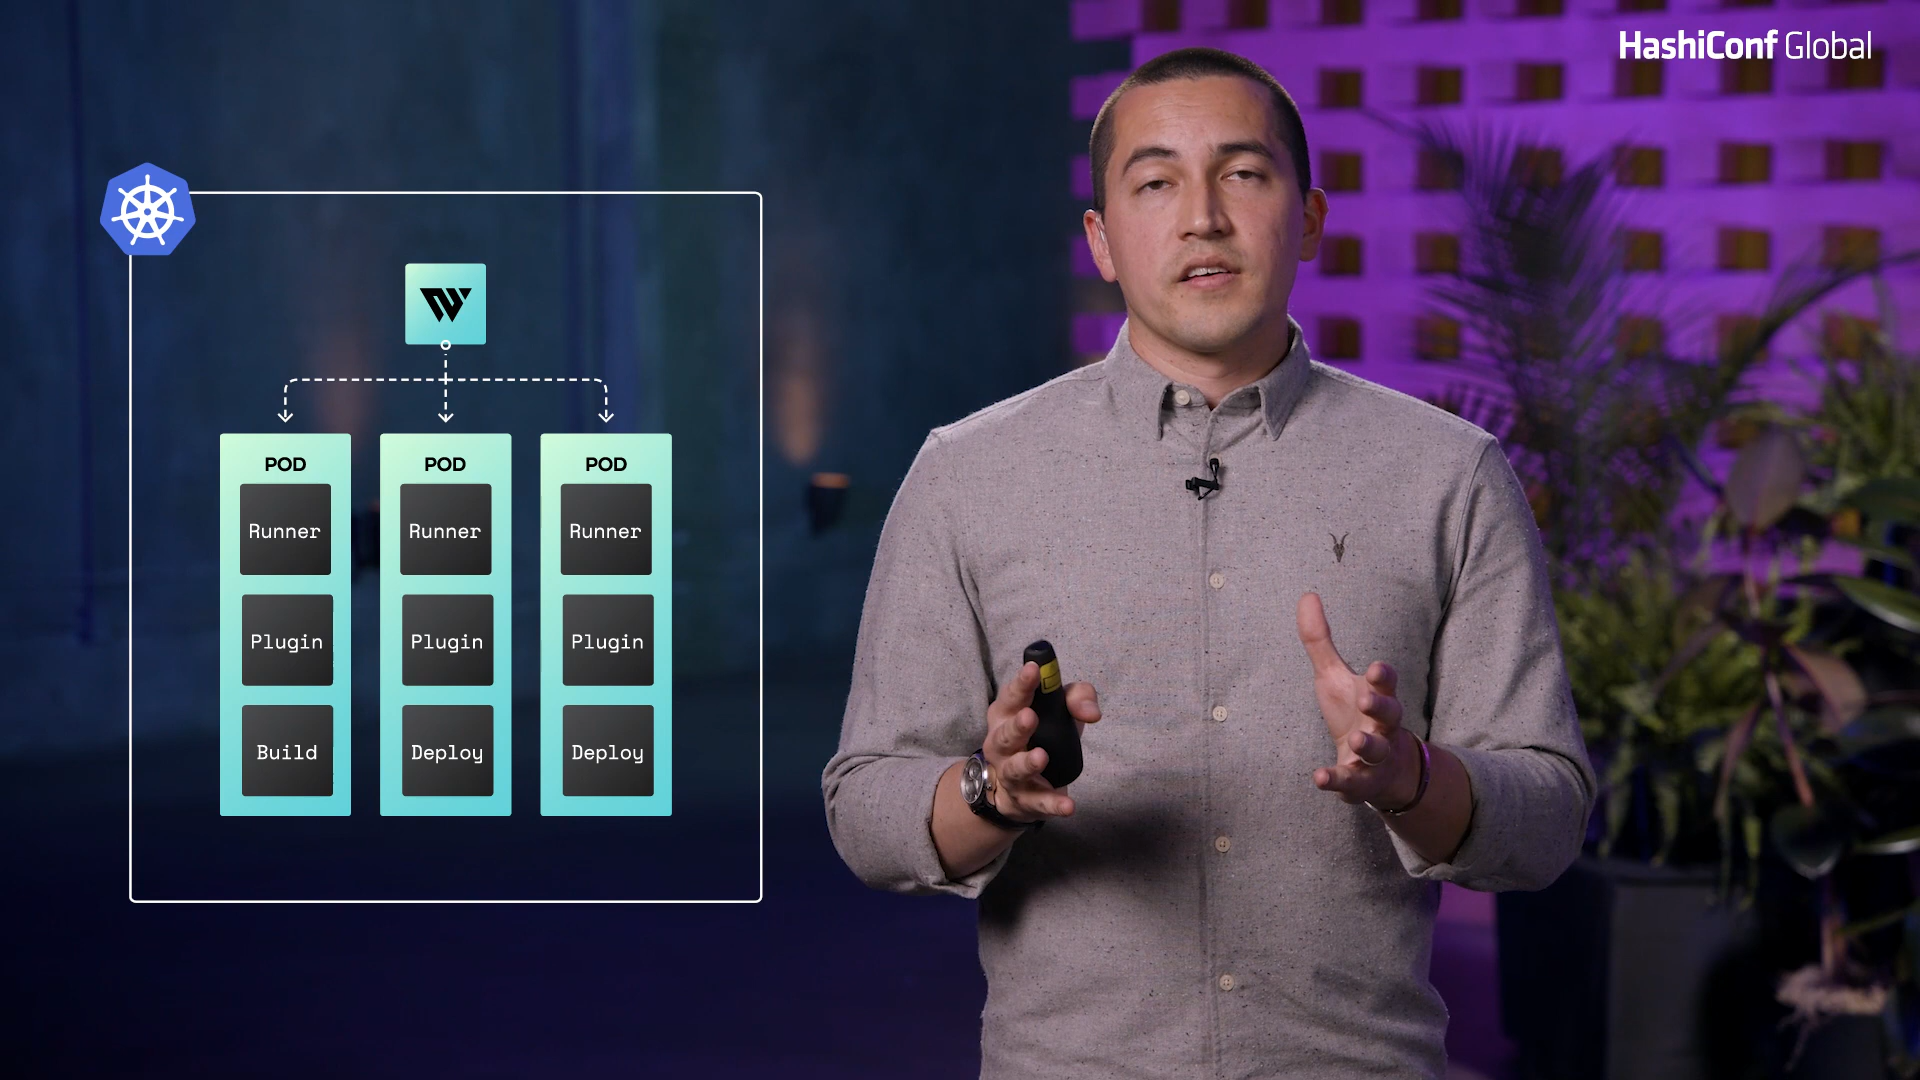 HashiConf Global
POD
Runner
Plugin
Build
POD
Runner
Plugin
Deploy
POD
Runner
Plugin
Deploy